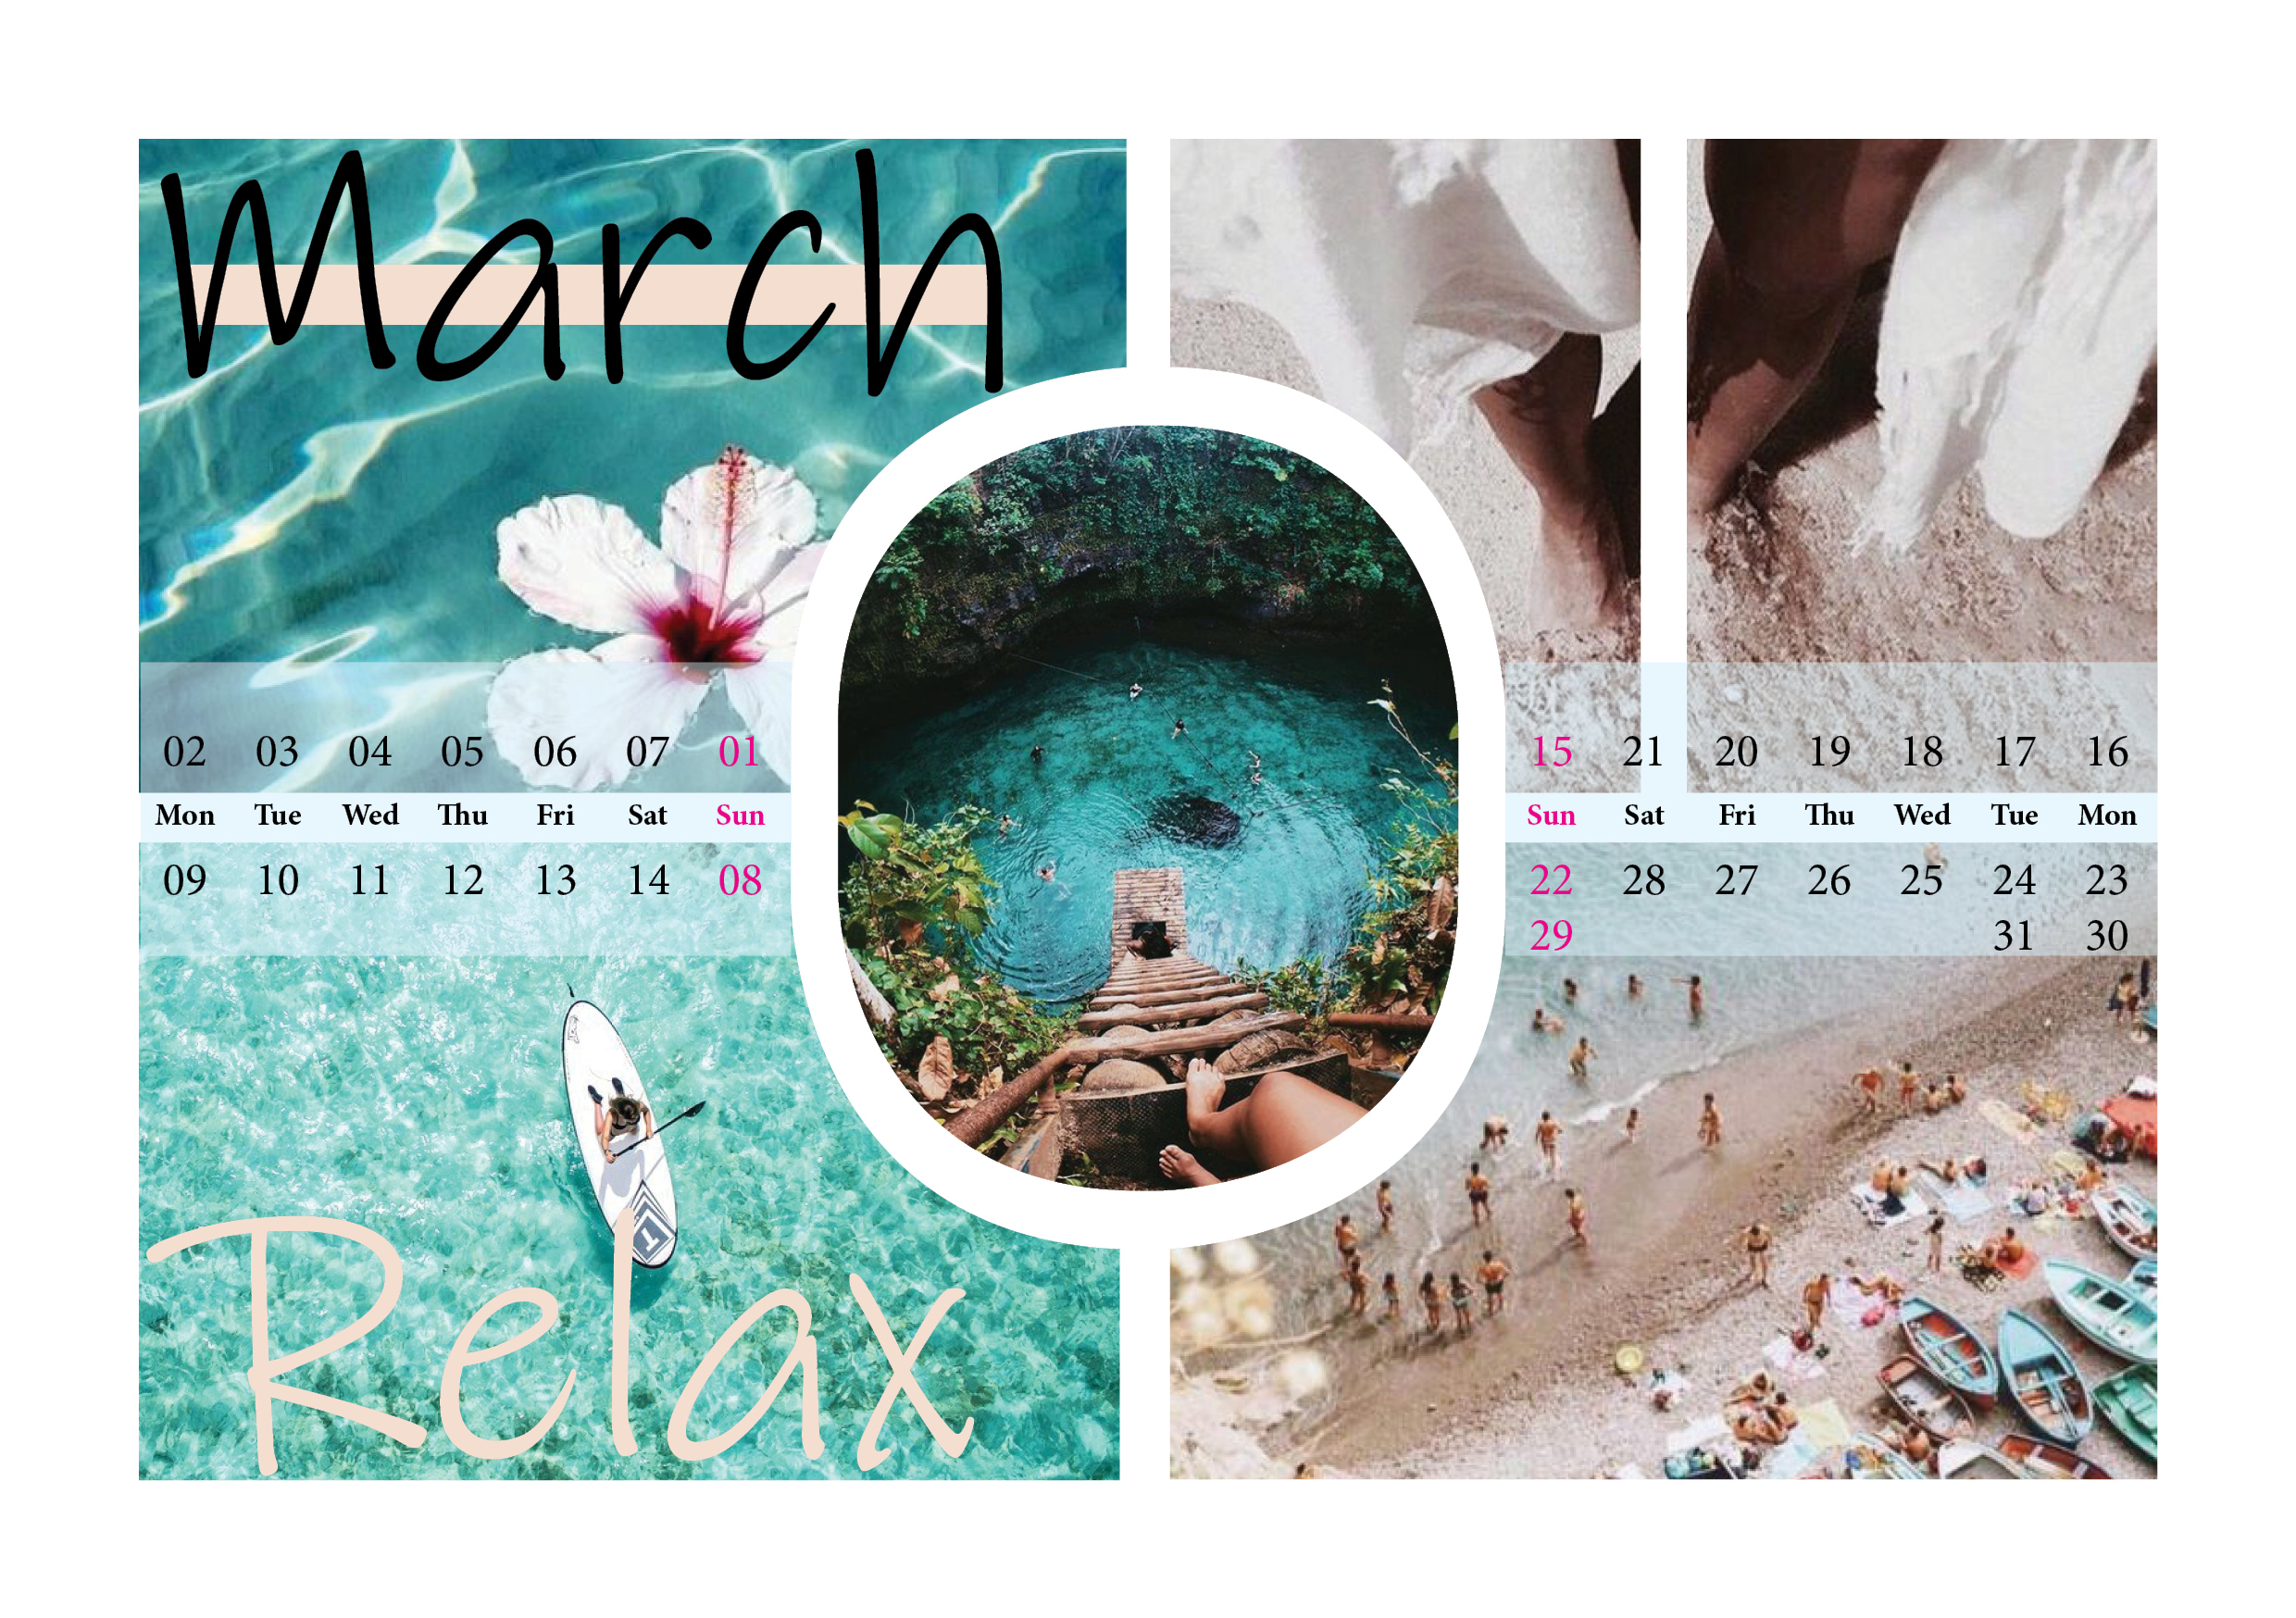 March
02 03 04 05 06 07 01
Mon Tue Wed Thu Fri Sat Sun
09 10 11 12 13 14 08
15 21 20 19 18 17 16
Sun Sat Fri Thu Wed Tue Mon
22 28 27 26 25 24 23
29 31 30
Relax